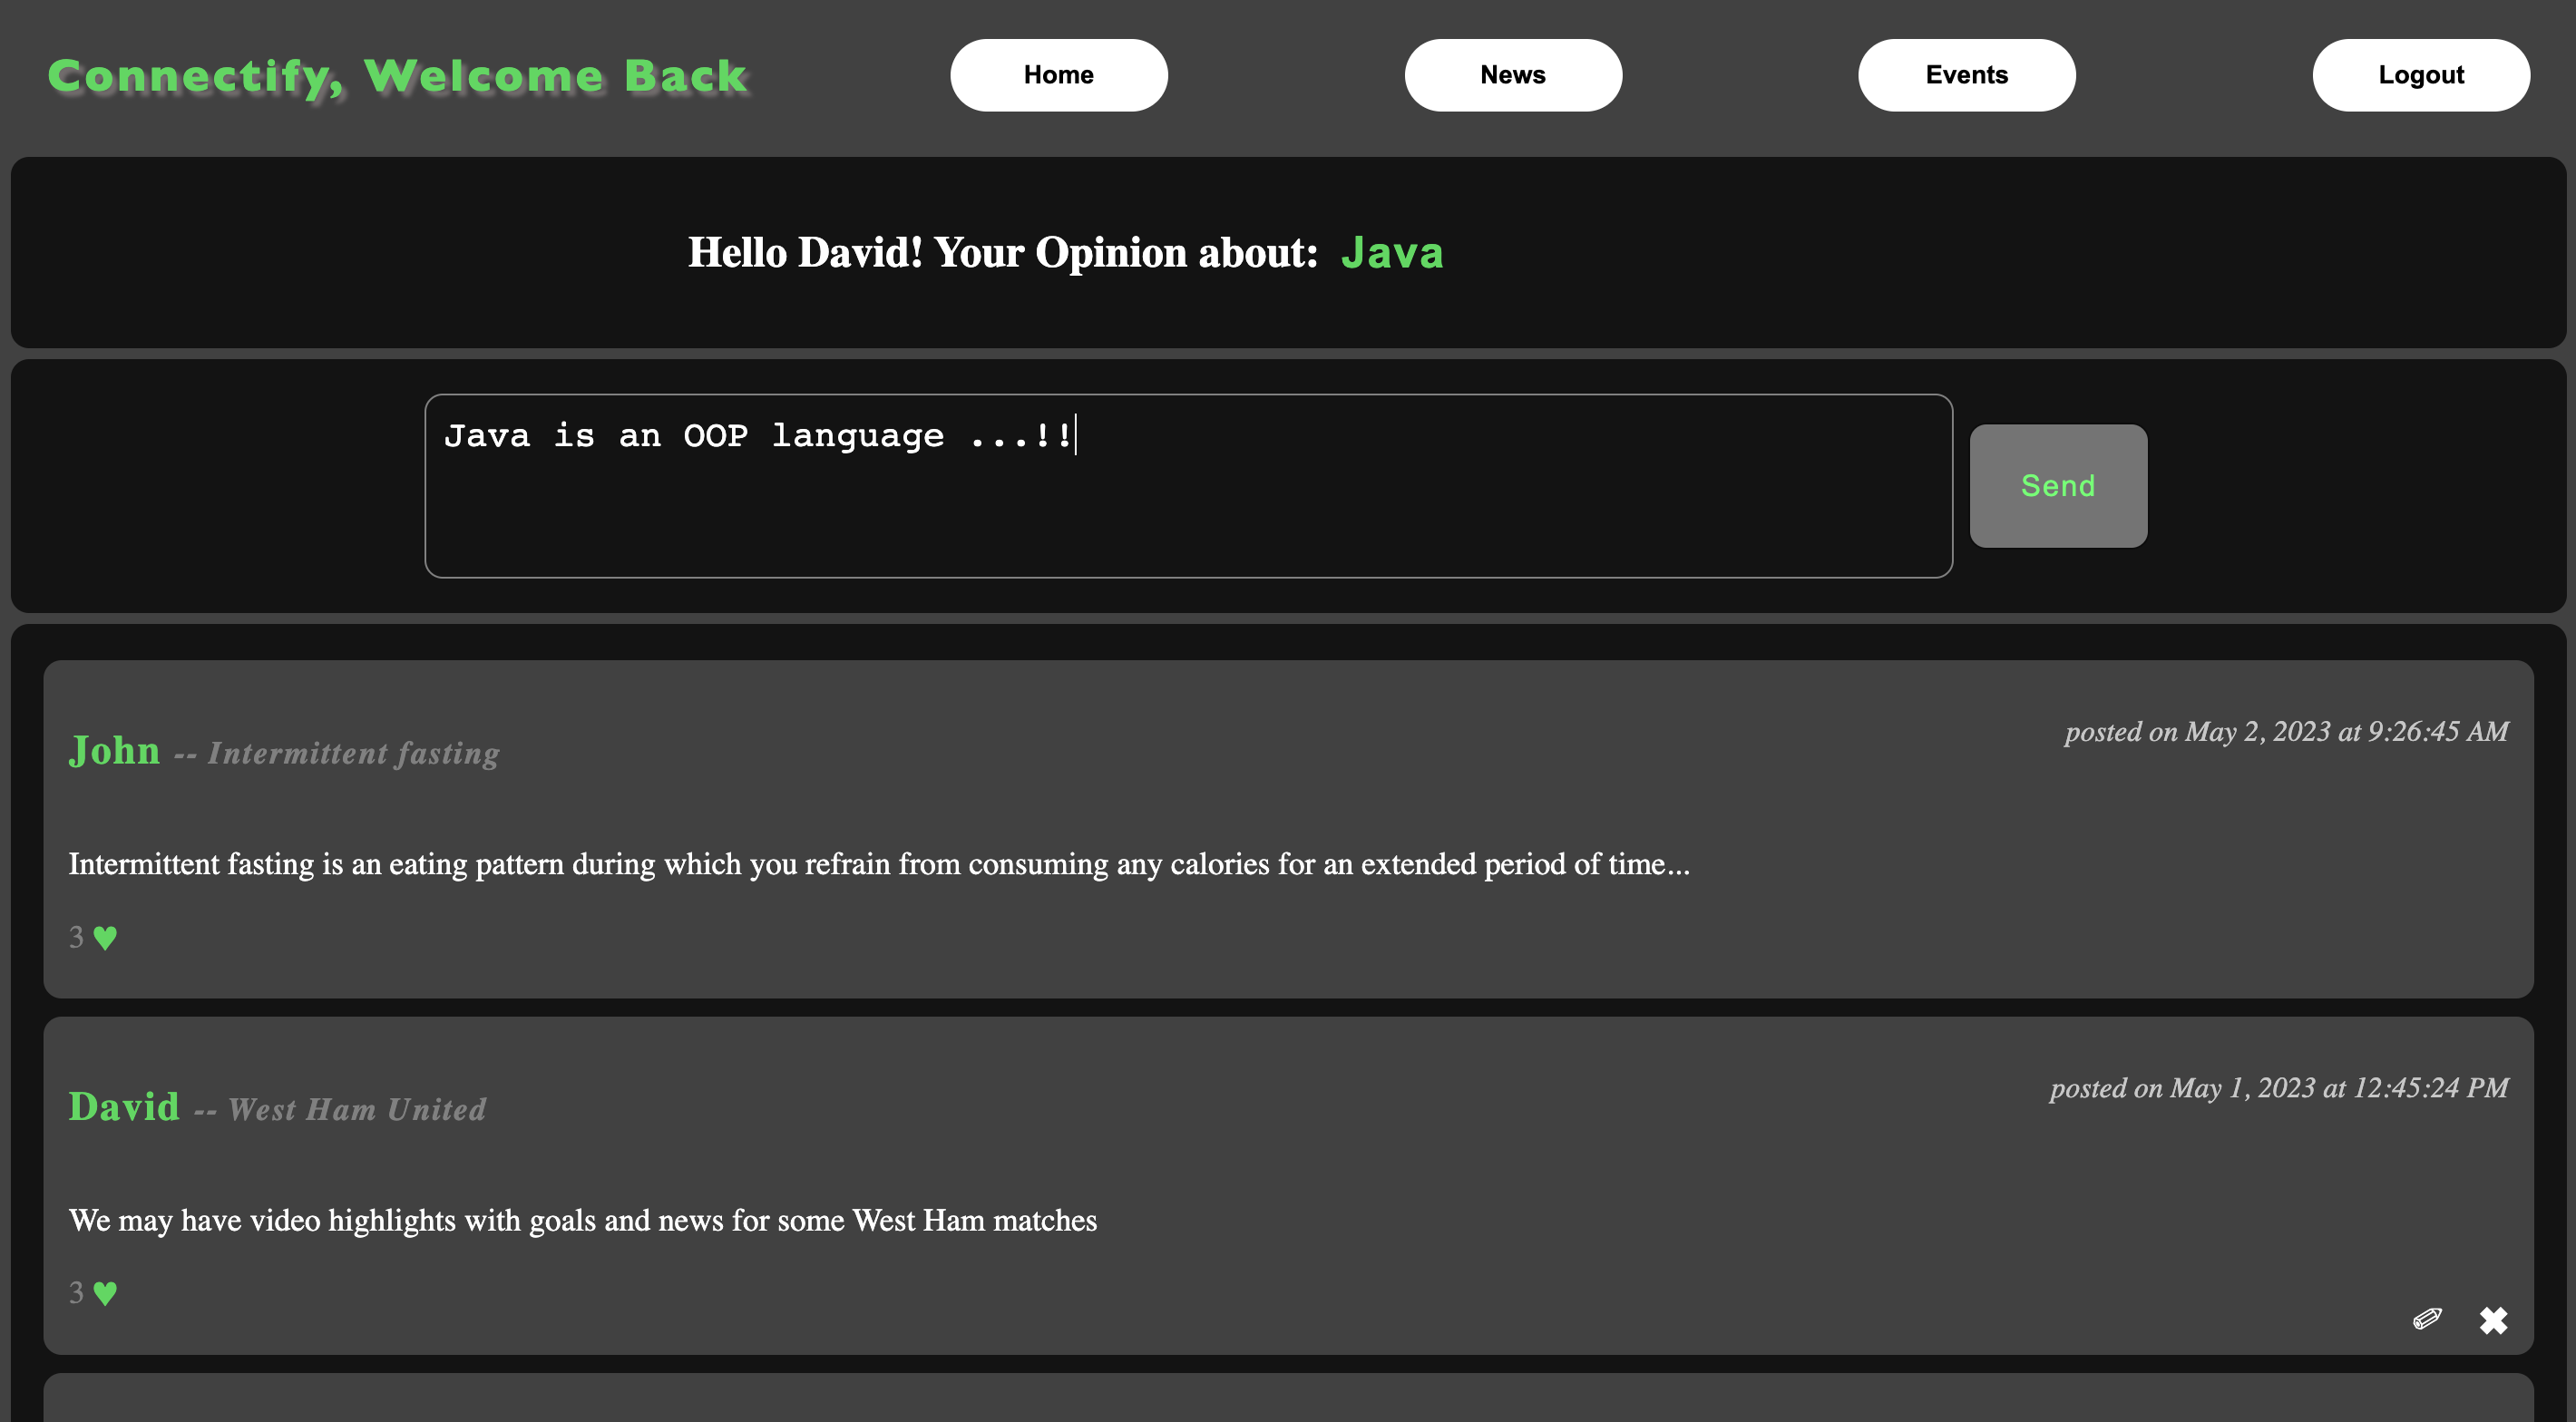 Connectify, Welcome Back
Home
News
Events
Logout
Hello David! Your Opinion about: Java
Java is an OOP language ...!!
Send
John -- Intermittent fasting
posted on May 2, 2023 at 9:26:45 AM
Intermittent fasting is an eating pattern during which you refrain from consuming any calories for an extended period of time...
3 ♥
David -- West Ham United
posted on May 1, 2023 at 12:45:24 PM
We may have video highlights with goals and news for some West Ham matches
3 ♥